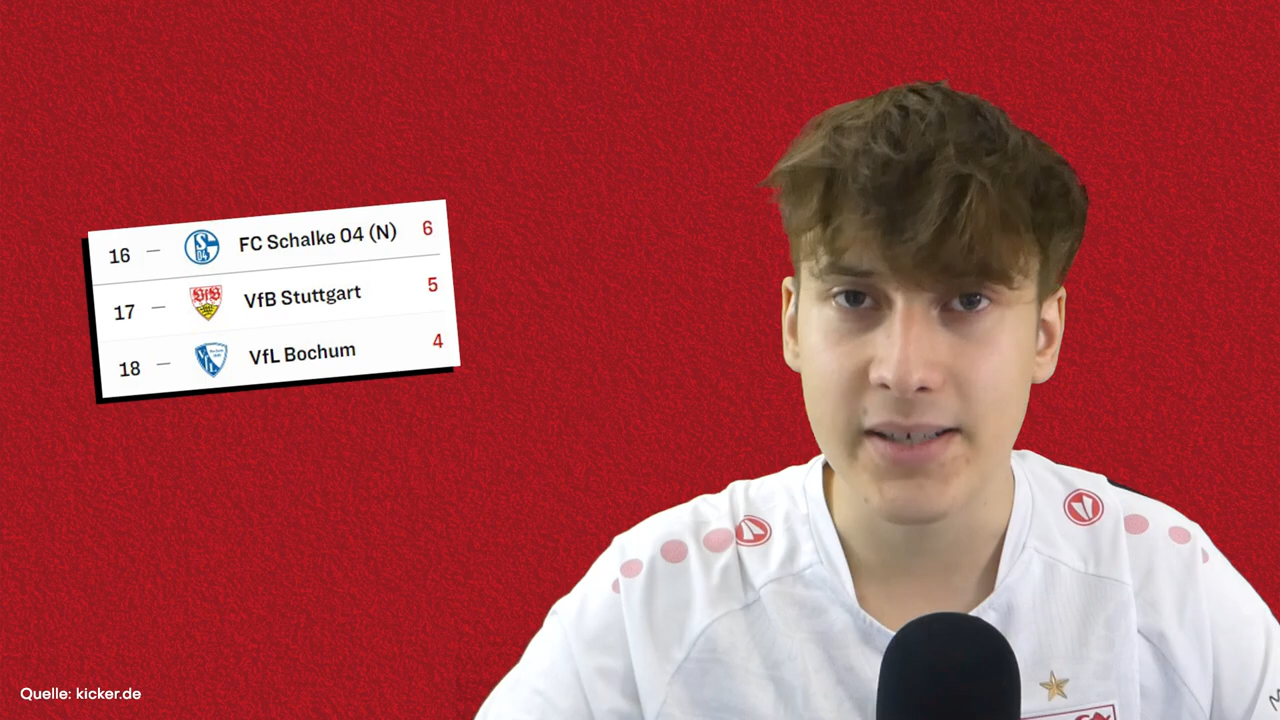 16 — FC Schalke 04 (N) 6
17 — VfB Stuttgart 5
18 — VfL Bochum 4
Quelle: kicker.de